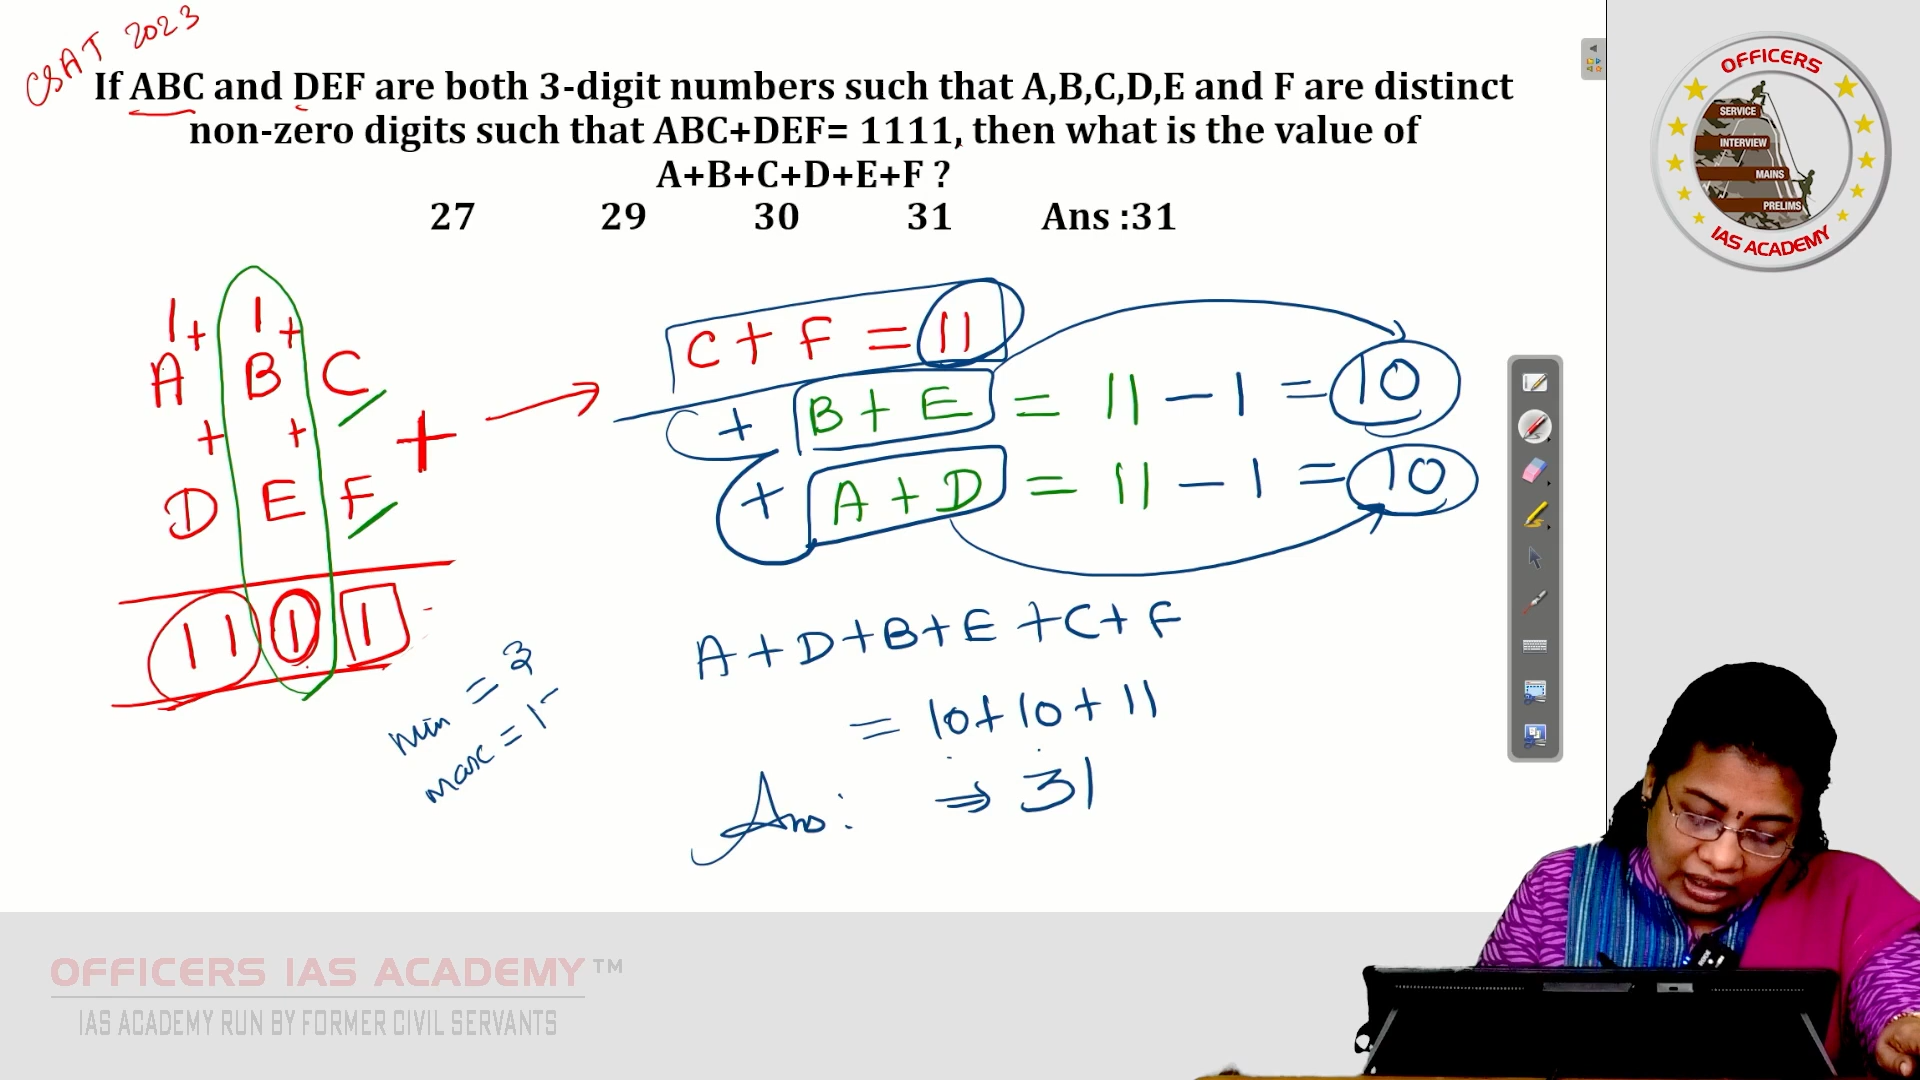 CSAT 2023
If ABC and DEF are both 3-digit numbers such that A,B,C,D,E and F are distinct
non-zero digits such that ABC+DEF= 1111, then what is the value of
A+B+C+D+E+F ?
27 29 30 31 Ans :31
1+ 1+
A B C
+ + +
D E F
11 1 1
min = 3
max = 1
C + F = 11
+ B + E = 11 - 1 = 10
+ A + D = 11 - 1 = 10
A+D+B+E+C+F
= 10+10+11
Ans: ⇒ 31
OFFICERS
SERVICE
INTERVIEW
MAINS
PRELIMS
IAS ACADEMY
OFFICERS IAS ACADEMY™
IAS ACADEMY RUN BY FORMER CIVIL SERVANTS